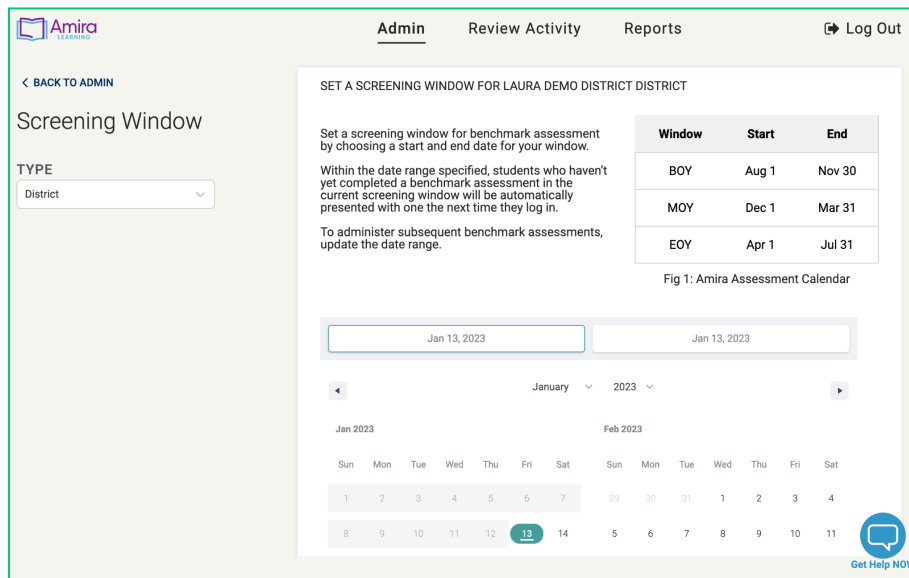 Amira
LEARNING
Admin
Review Activity
Reports
Log Out
BACK TO ADMIN
Screening Window
TYPE
District
SET A SCREENING WINDOW FOR LAURA DEMO DISTRICT DISTRICT
Set a screening window for benchmark assessment
by choosing a start and end date for your window.
Within the date range specified, students who haven't
yet completed a benchmark assessment in the
current screening window will be automatically
presented with one the next time they log in.
To administer subsequent benchmark assessments,
update the date range.
Window Start End
BOY Aug 1 Nov 30
MOY Dec 1 Mar 31
EOY Apr 1 Jul 31
Fig 1: Amira Assessment Calendar
Jan 13, 2023 Jan 13, 2023
January 2023
Jan 2023 Feb 2023
Sun Mon Tue Wed Thu Fri Sat Sun Mon Tue Wed Thu Fri Sat
1 2 3 4 5 6 7 29 30 31 1 2 3 4
8 9 10 11 12 13 14 5 6 7 8 9 10 11
Get Help NOW